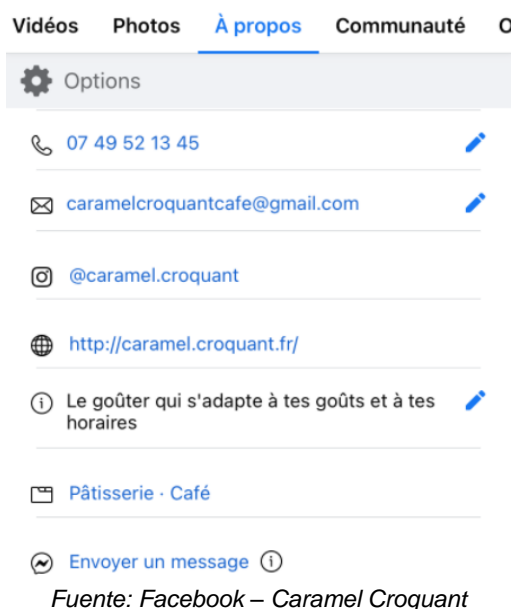 Vidéos Photos À propos Communauté O
Options
07 49 52 13 45
caramelcroquantcafe@gmail.com
@caramel.croquant
http://caramel.croquant.fr/
Le goûter qui s'adapte à tes goûts et à tes
horaires
Pâtisserie · Café
Envoyer un message
Fuente: Facebook – Caramel Croquant